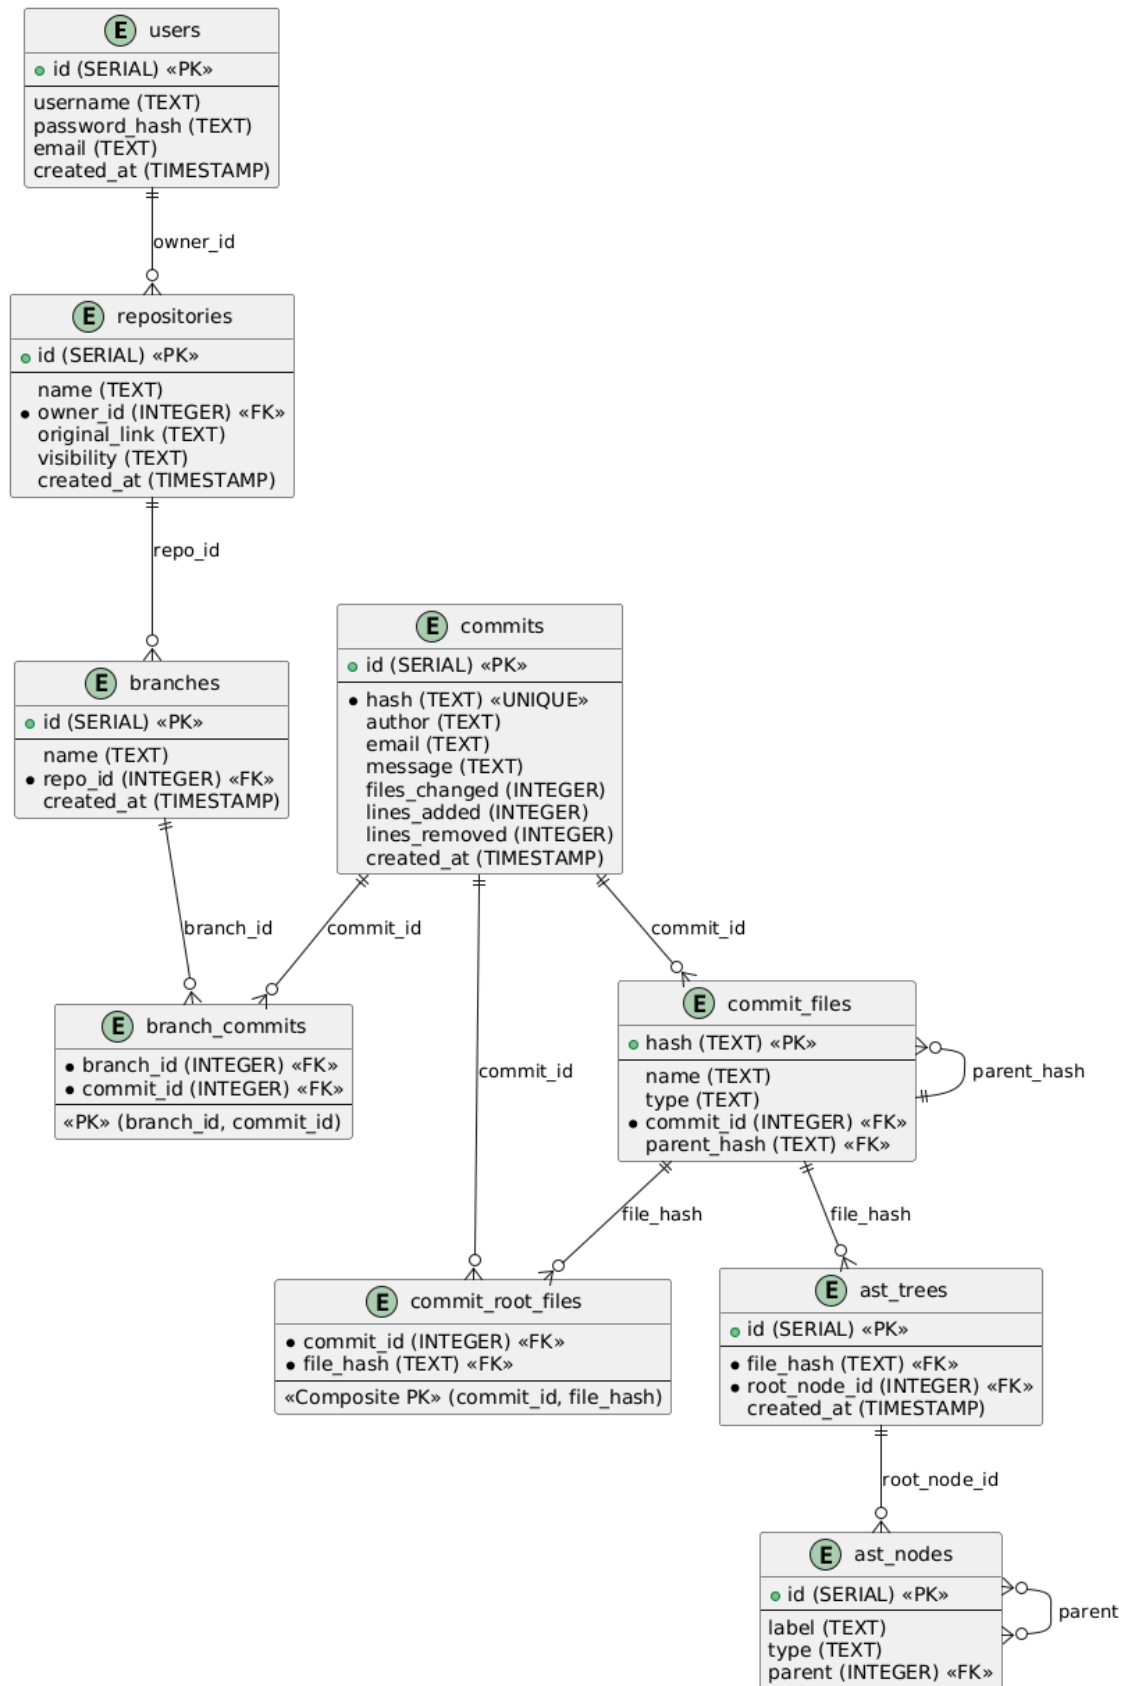 E users
id (SERIAL) «PK»
username (TEXT)
password_hash (TEXT)
email (TEXT)
created_at (TIMESTAMP)
owner_id
E repositories
id (SERIAL) «PK»
name (TEXT)
owner_id (INTEGER) «FK»
original_link (TEXT)
visibility (TEXT)
created_at (TIMESTAMP)
repo_id
E branches
id (SERIAL) «PK»
name (TEXT)
repo_id (INTEGER) «FK»
created_at (TIMESTAMP)
E commits
id (SERIAL) «PK»
hash (TEXT) «UNIQUE»
author (TEXT)
email (TEXT)
message (TEXT)
files_changed (INTEGER)
lines_added (INTEGER)
lines_removed (INTEGER)
created_at (TIMESTAMP)
branch_id
commit_id
commit_id
E branch_commits
branch_id (INTEGER) «FK»
commit_id (INTEGER) «FK»
«PK» (branch_id, commit_id)
commit_id
E commit_files
hash (TEXT) «PK»
name (TEXT)
type (TEXT)
commit_id (INTEGER) «FK»
parent_hash (TEXT) «FK»
parent_hash
file_hash
file_hash
E commit_root_files
commit_id (INTEGER) «FK»
file_hash (TEXT) «FK»
«Composite PK» (commit_id, file_hash)
E ast_trees
id (SERIAL) «PK»
file_hash (TEXT) «FK»
root_node_id (INTEGER) «FK»
created_at (TIMESTAMP)
root_node_id
E ast_nodes
id (SERIAL) «PK»
label (TEXT)
type (TEXT)
parent (INTEGER) «FK»
parent